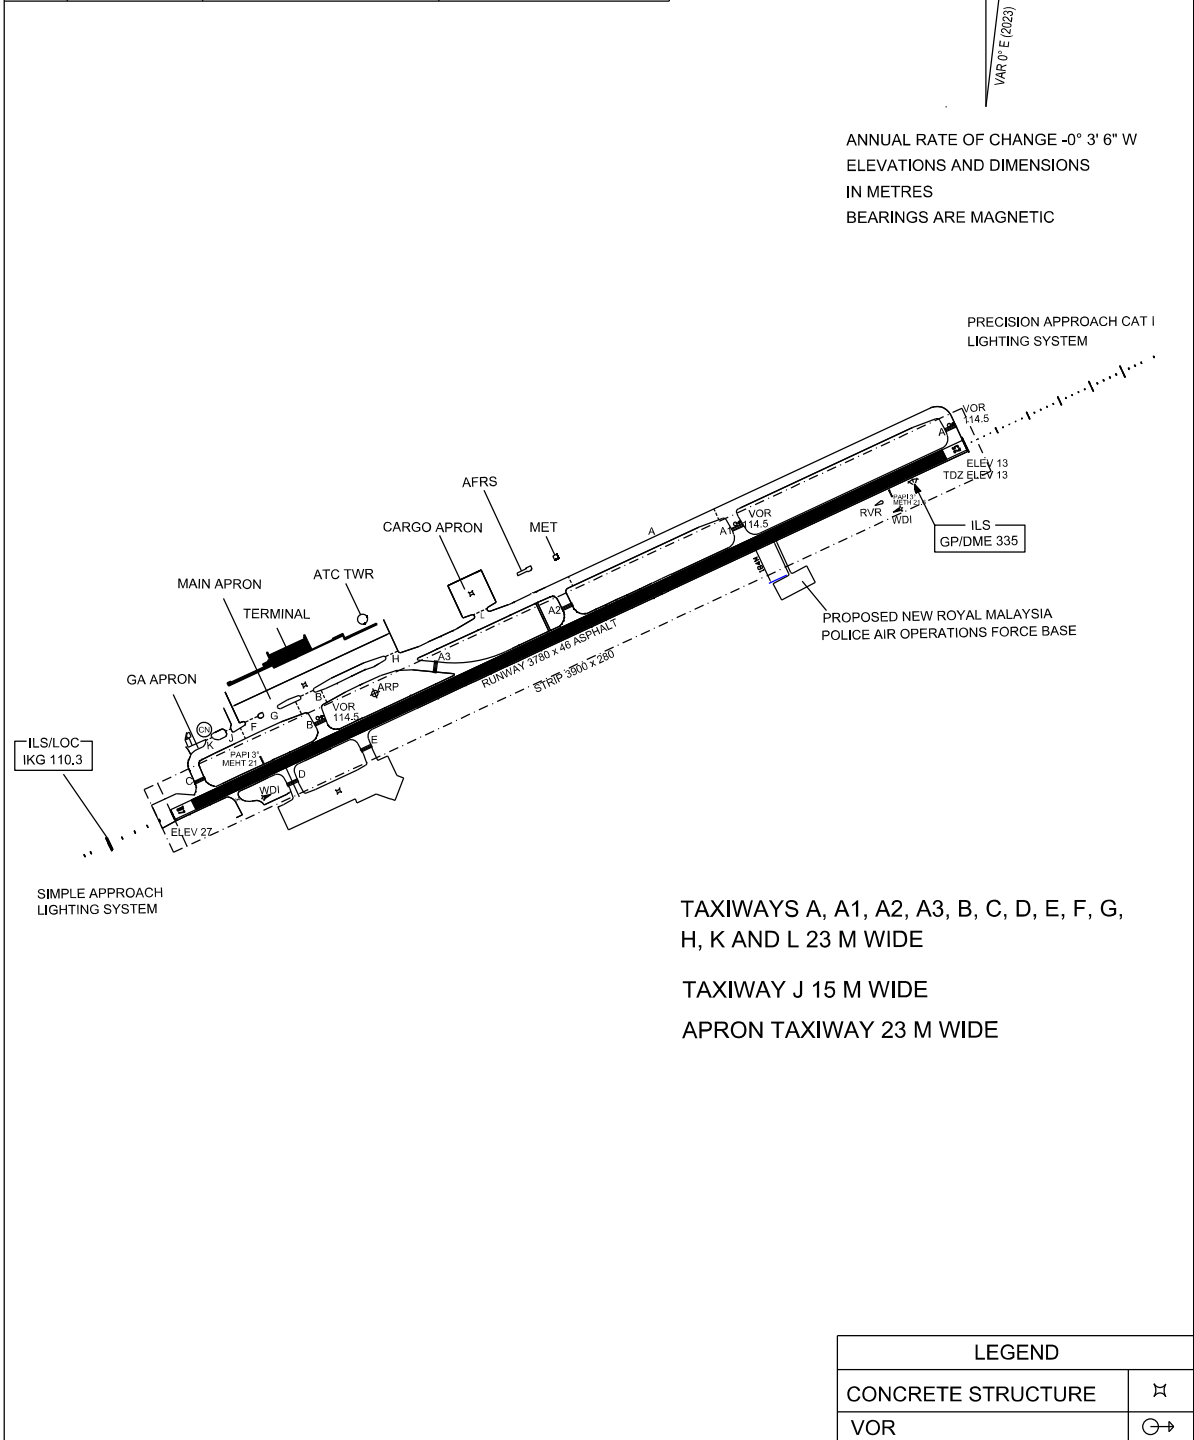 VAR 0° E (2023)
ANNUAL RATE OF CHANGE -0° 3' 6" W
ELEVATIONS AND DIMENSIONS
IN METRES
BEARINGS ARE MAGNETIC
PRECISION APPROACH CAT I
LIGHTING SYSTEM
VOR
114.5
A
ELEV 13
TDZ ELEV 13
PAPI 3°
RVR
WDI
ILS
GP/DME 335
AFRS
CARGO APRON
MET
A
A1
VOR
114.5
MAIN APRON
ATC TWR
TERMINAL
L
A2
PROPOSED NEW ROYAL MALAYSIA
POLICE AIR OPERATIONS FORCE BASE
RUNWAY 3780 x 46 ASPHALT
STRIP 3900 x 280
H
A3
GA APRON
B
ARP
G
VOR
114.5
B
F
CN
J
K
E
PAPI 3°
MEHT 21
ILS/LOC
IKG 110.3
C
D
WDI
ELEV 27
SIMPLE APPROACH
LIGHTING SYSTEM
TAXIWAYS A, A1, A2, A3, B, C, D, E, F, G,
H, K AND L 23 M WIDE
TAXIWAY J 15 M WIDE
APRON TAXIWAY 23 M WIDE
LEGEND
CONCRETE STRUCTURE
VOR